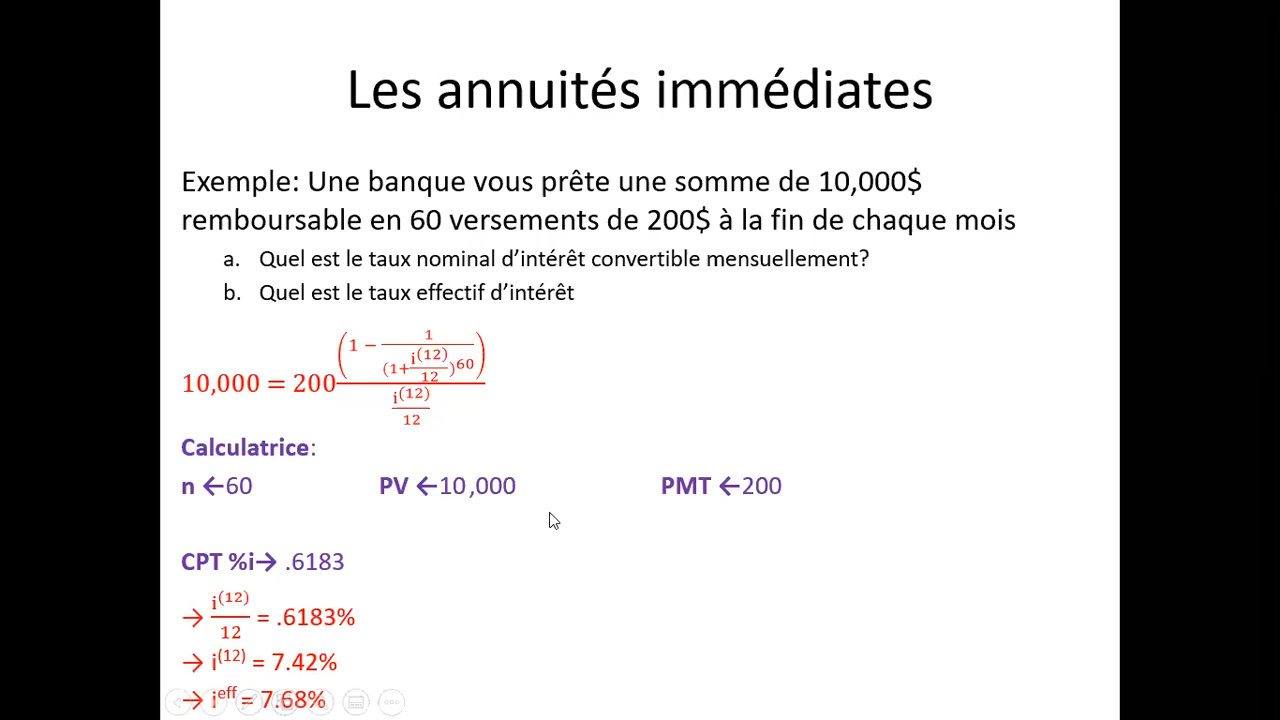 Les annuités immédiates
Exemple: Une banque vous prête une somme de 10,000$
remboursable en 60 versements de 200$ à la fin de chaque mois
a. Quel est le taux nominal d'intérêt convertible mensuellement?
b. Quel est le taux effectif d'intérêt
10,000 = 200 (1 − 1/(1+i^(12)/12)^60) / (i^(12)/12)
Calculatrice:
n ←60 PV ←10,000 PMT ←200
CPT %i→ .6183
→ i^(12)/12 = .6183%
→ i^(12) = 7.42%
→ i^eff = 7.68%